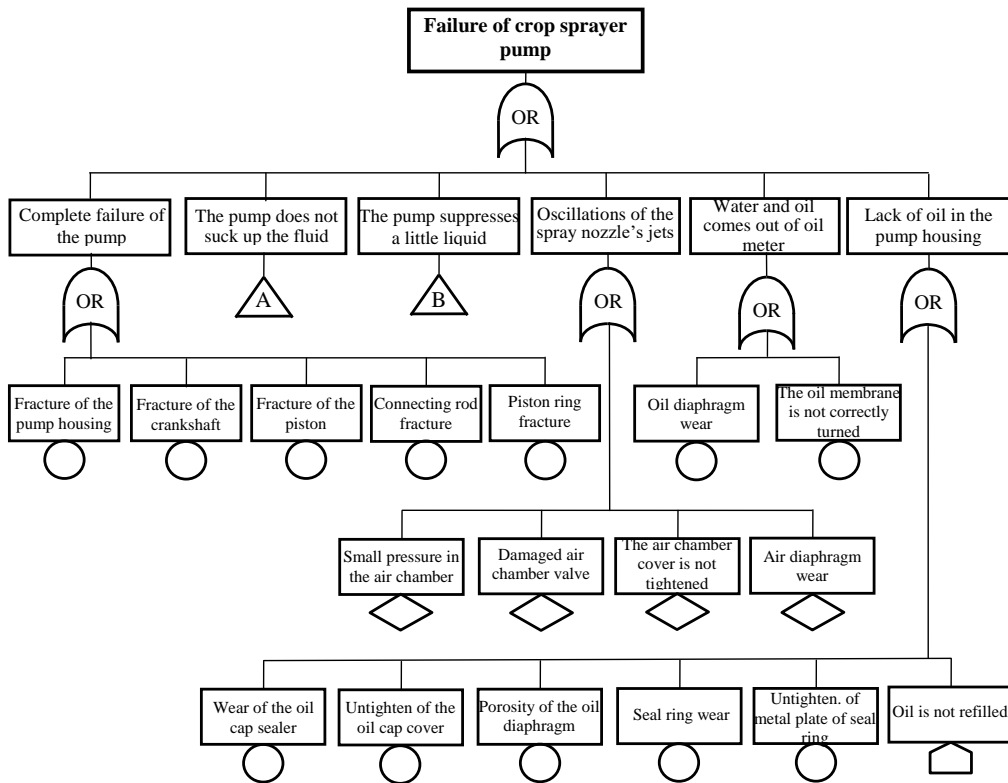 Failure of crop sprayer
pump
OR
Complete failure of
the pump
The pump does not
suck up the fluid
The pump suppresses
a little liquid
Oscillations of the
spray nozzle's jets
Water and oil
comes out of oil
meter
Lack of oil in the
pump housing
OR
A
B
OR
OR
OR
Fracture of the
pump housing
Fracture of the
crankshaft
Fracture of the
piston
Connecting rod
fracture
Piston ring
fracture
Oil diaphragm
wear
The oil membrane
is not correctly
turned
Small pressure in
the air chamber
Damaged air
chamber valve
The air chamber
cover is not
tightened
Air diaphragm
wear
Wear of the oil
cap sealer
Untighten of the
oil cap cover
Porosity of the oil
diaphragm
Seal ring wear
Untighten. of
metal plate of seal
ring
Oil is not refilled